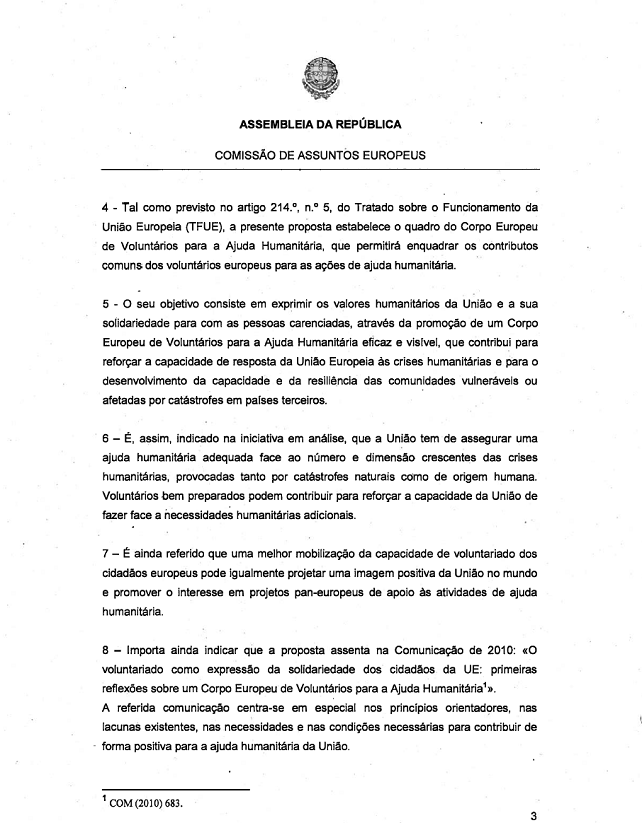 ASSEMBLEIA DA REPÚBLICA
COMISSÃO DE ASSUNTOS EUROPEUS
4 - Tal como previsto no artigo 214.º, n.º 5, do Tratado sobre o Funcionamento da
União Europeia (TFUE), a presente proposta estabelece o quadro do Corpo Europeu
de Voluntários para a Ajuda Humanitária, que permitirá enquadrar os contributos
comuns dos voluntários europeus para as ações de ajuda humanitária.
5 - O seu objetivo consiste em exprimir os valores humanitários da União e a sua
solidariedade para com as pessoas carenciadas, através da promoção de um Corpo
Europeu de Voluntários para a Ajuda Humanitária eficaz e visível, que contribui para
reforçar a capacidade de resposta da União Europeia às crises humanitárias e para o
desenvolvimento da capacidade e da resiliência das comunidades vulneráveis ou
afetadas por catástrofes em países terceiros.
6 – É, assim, indicado na iniciativa em análise, que a União tem de assegurar uma
ajuda humanitária adequada face ao número e dimensão crescentes das crises
humanitárias, provocadas tanto por catástrofes naturais como de origem humana.
Voluntários bem preparados podem contribuir para reforçar a capacidade da União de
fazer face a necessidades humanitárias adicionais.
7 – É ainda referido que uma melhor mobilização da capacidade de voluntariado dos
cidadãos europeus pode igualmente projetar uma imagem positiva da União no mundo
e promover o interesse em projetos pan-europeus de apoio às atividades de ajuda
humanitária.
8 – Importa ainda indicar que a proposta assenta na Comunicação de 2010: «O
voluntariado como expressão da solidariedade dos cidadãos da UE: primeiras
reflexões sobre um Corpo Europeu de Voluntários para a Ajuda Humanitária¹».
A referida comunicação centra-se em especial nos princípios orientadores, nas
lacunas existentes, nas necessidades e nas condições necessárias para contribuir de
forma positiva para a ajuda humanitária da União.
¹ COM (2010) 683.
3